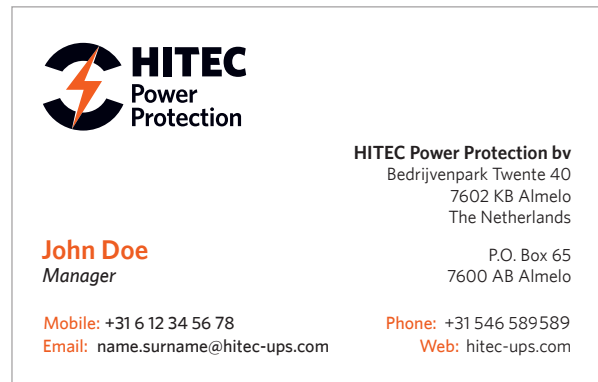 HITEC
Power
Protection
HITEC Power Protection bv
Bedrijvenpark Twente 40
7602 KB Almelo
The Netherlands
P.O. Box 65
7600 AB Almelo
John Doe
Manager
Mobile: +31 6 12 34 56 78
Email: name.surname@hitec-ups.com
Phone: +31 546 589589
Web: hitec-ups.com